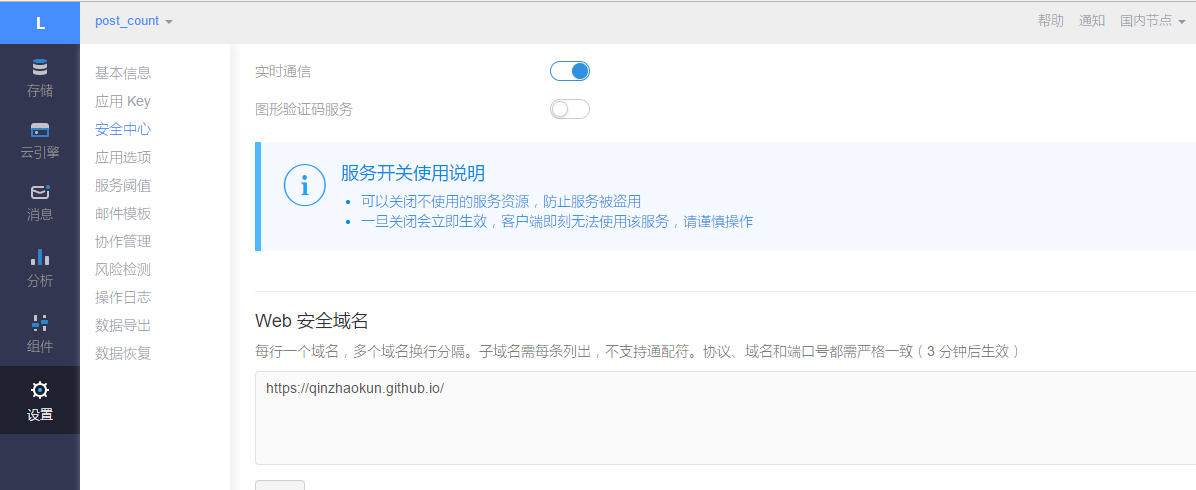 L
post_count
帮助 通知 国内节点
存储
云引擎
消息
分析
组件
设置
基本信息
应用 Key
安全中心
应用选项
服务阈值
邮件模板
协作管理
风险检测
操作日志
数据导出
数据恢复
实时通信
图形验证码服务
i
服务开关使用说明
可以关闭不使用的服务资源，防止服务被盗用
一旦关闭会立即生效，客户端即刻无法使用该服务，请谨慎操作
Web 安全域名
每行一个域名，多个域名换行分隔。子域名需每条列出，不支持通配符。协议、域名和端口号都需严格一致（3 分钟后生效）
https://qinzhaokun.github.io/